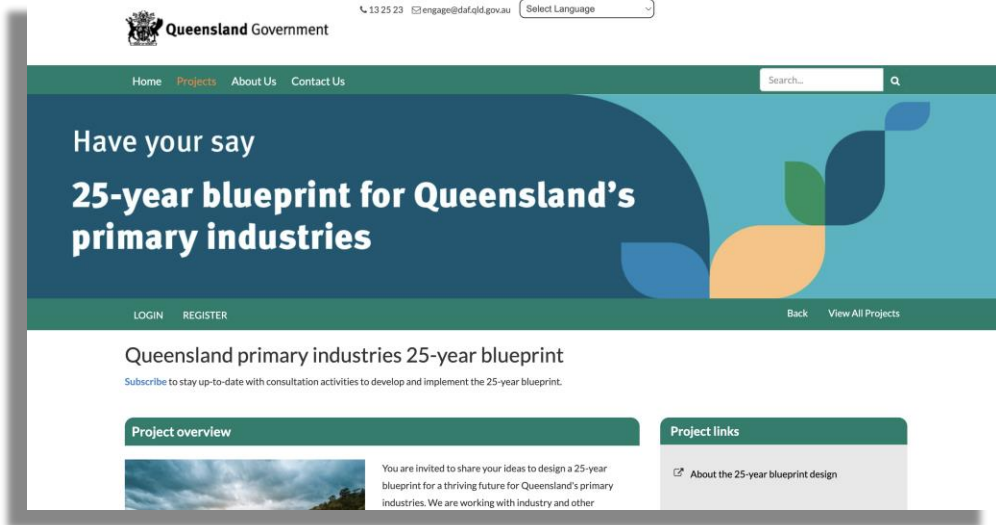 13 25 23 engage@daf.qld.gov.au Select Language
Queensland Government
Home Projects About Us Contact Us Search...
Have your say
25-year blueprint for Queensland's
primary industries
LOGIN REGISTER Back View All Projects
Queensland primary industries 25-year blueprint
Subscribe to stay up-to-date with consultation activities to develop and implement the 25-year blueprint.
Project overview
You are invited to share your ideas to design a 25-year
blueprint for a thriving future for Queensland's primary
industries. We are working with industry and other
Project links
About the 25-year blueprint design